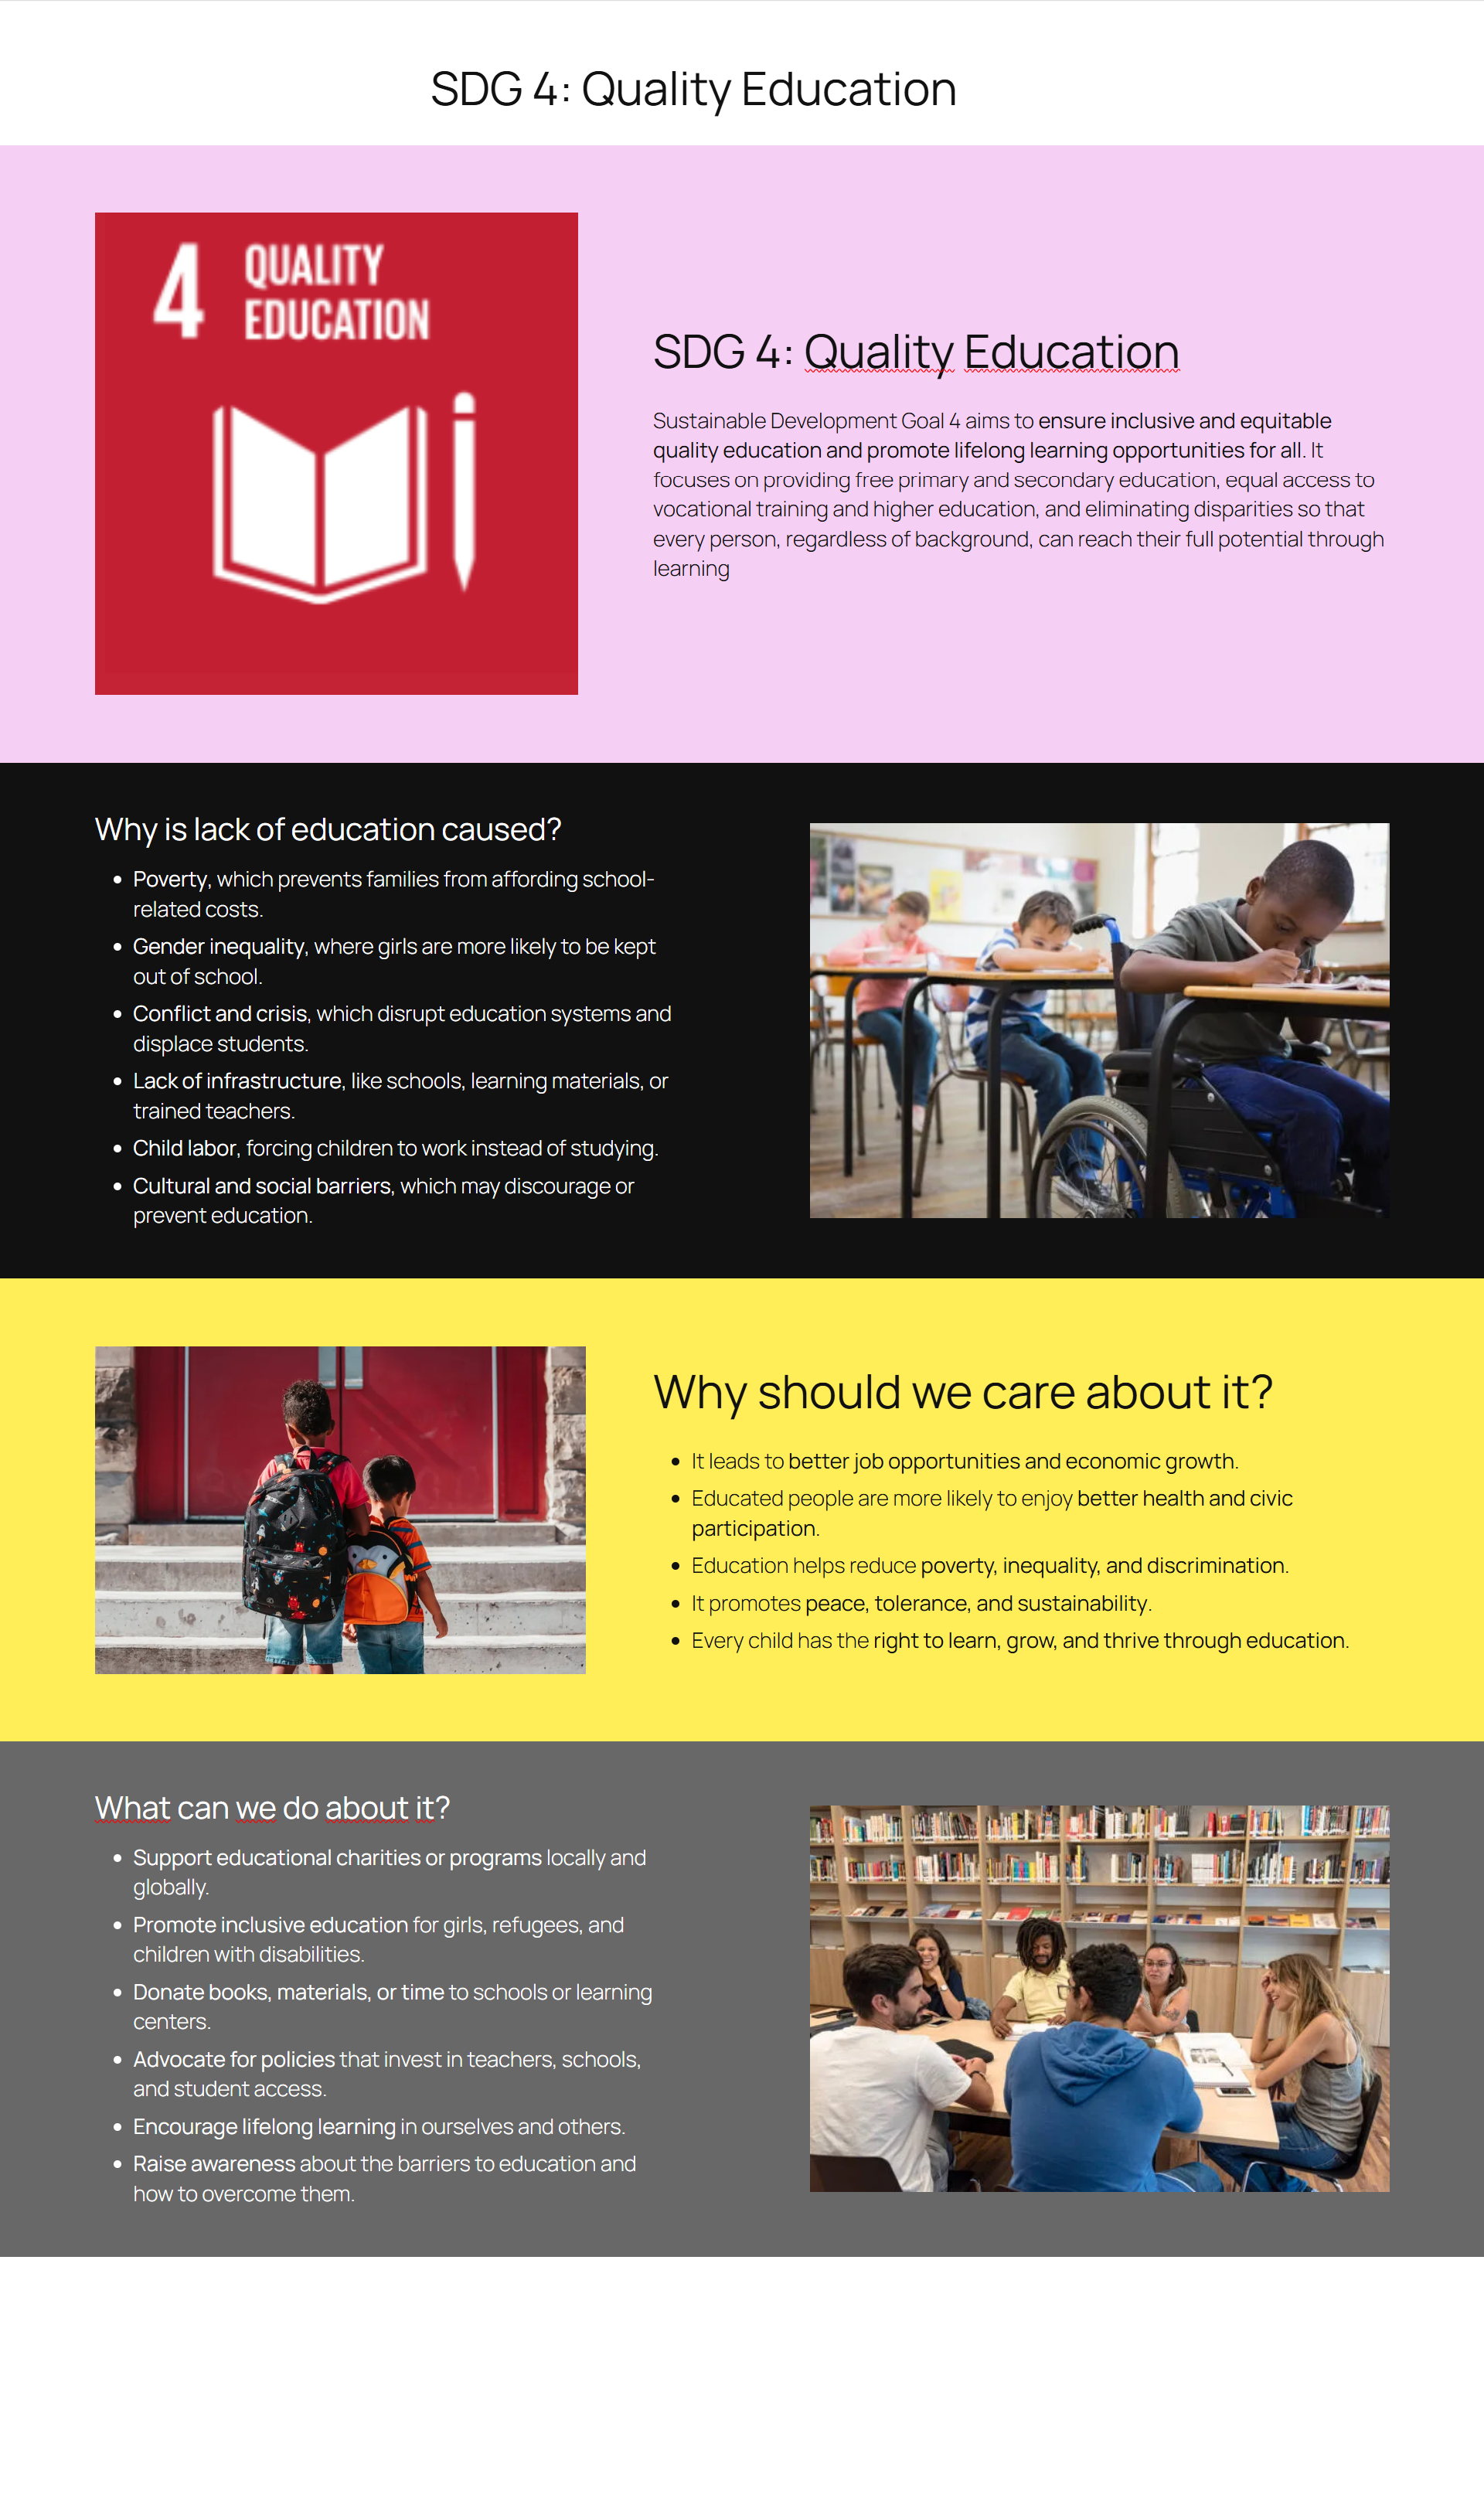 SDG 4: Quality Education
4 QUALITY
EDUCATION
SDG 4: Quality Education
Sustainable Development Goal 4 aims to ensure inclusive and equitable
quality education and promote lifelong learning opportunities for all. It
focuses on providing free primary and secondary education, equal access to
vocational training and higher education, and eliminating disparities so that
every person, regardless of background, can reach their full potential through
learning
Why is lack of education caused?
• Poverty, which prevents families from affording school-
related costs.
• Gender inequality, where girls are more likely to be kept
out of school.
• Conflict and crisis, which disrupt education systems and
displace students.
• Lack of infrastructure, like schools, learning materials, or
trained teachers.
• Child labor, forcing children to work instead of studying.
• Cultural and social barriers, which may discourage or
prevent education.
Why should we care about it?
• It leads to better job opportunities and economic growth.
• Educated people are more likely to enjoy better health and civic
participation.
• Education helps reduce poverty, inequality, and discrimination.
• It promotes peace, tolerance, and sustainability.
• Every child has the right to learn, grow, and thrive through education.
What can we do about it?
• Support educational charities or programs locally and
globally.
• Promote inclusive education for girls, refugees, and
children with disabilities.
• Donate books, materials, or time to schools or learning
centers.
• Advocate for policies that invest in teachers, schools,
and student access.
• Encourage lifelong learning in ourselves and others.
• Raise awareness about the barriers to education and
how to overcome them.